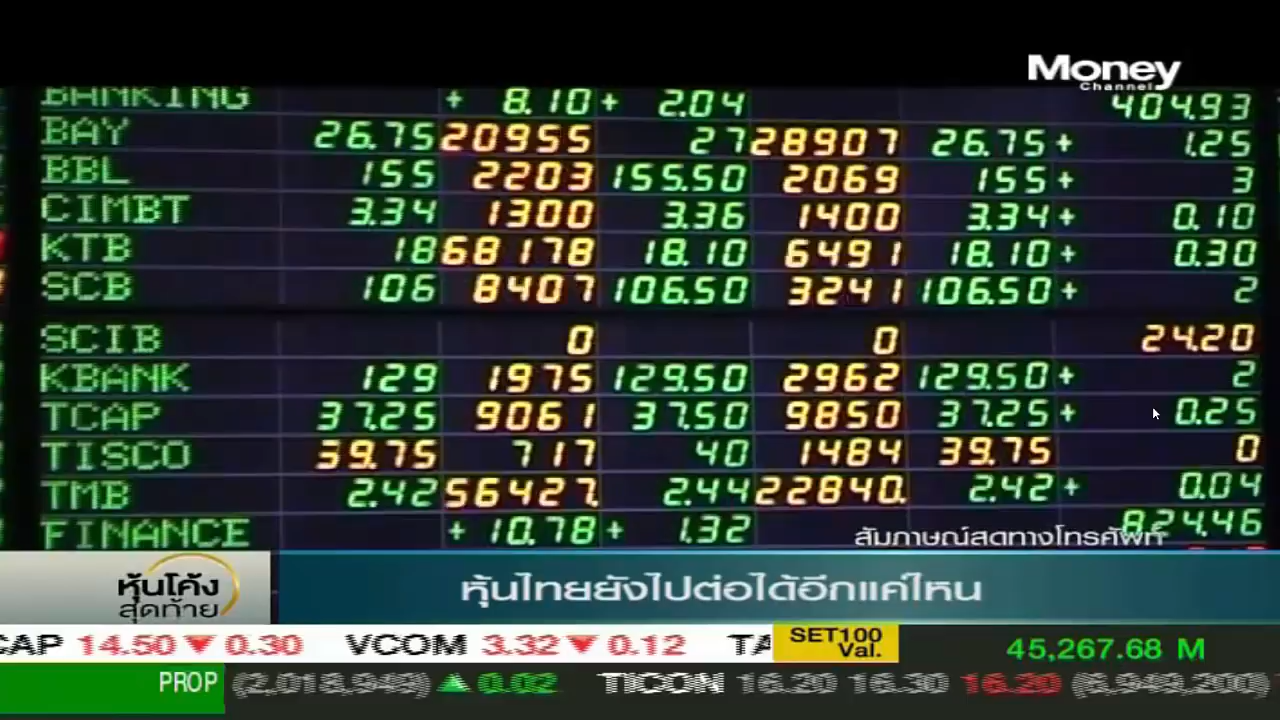 Money
Channel
BANKING + 8.10 + 2.04 404.93
BAY 26.75 20955 27 28907 26.75 + 1.25
BBL 155 2203 155.50 2069 155 + 3
CIMBT 3.34 1300 3.36 1400 3.34 + 0.10
KTB 18 68178 18.10 6491 18.10 + 0.30
SCB 106 8407 106.50 3241 106.50 + 2
SCIB 0 0 24.20
KBANK 129 1975 129.50 2962 129.50 + 2
TCAP 37.25 9061 37.50 9850 37.25 + 0.25
TISCO 39.75 717 40 1484 39.75 0
TMB 2.42 56427. 2.44 22840. 2.42 + 0.04
FINANCE + 10.78 + 1.32 824.46
สัมภาษณ์สดทางโทรศัพท์
หุ้นโค้ง
สุดท้าย
หุ้นไทยยังไปต่อได้อีกแค่ไหน
CAP 14.50 ▼ 0.30 VCOM 3.32 ▼ 0.12 TA
SET100
Val.
45,267.68 M
PROP (2,018,949) ▲ 0.02 TICON 16.20 16.30 16.20 (6,949,200)